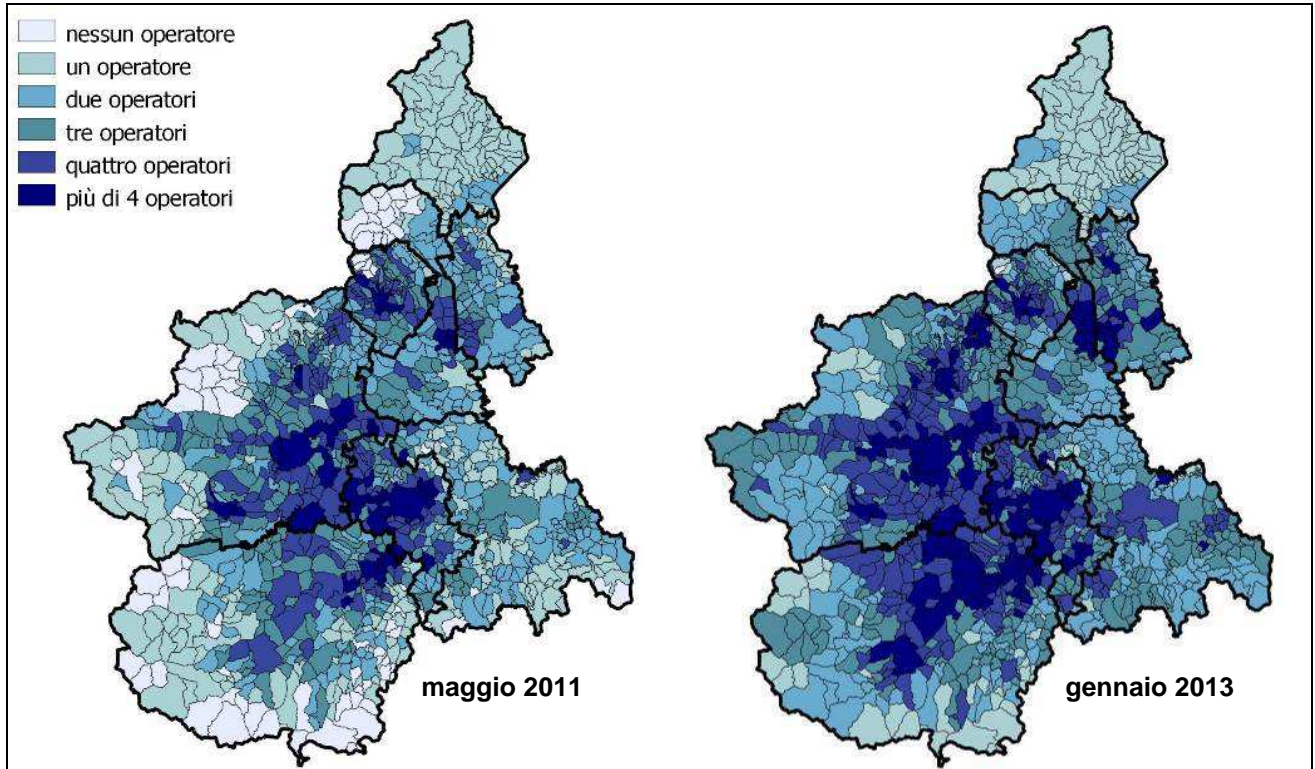 nessun operatore
un operatore
due operatori
tre operatori
quattro operatori
più di 4 operatori
maggio 2011
gennaio 2013